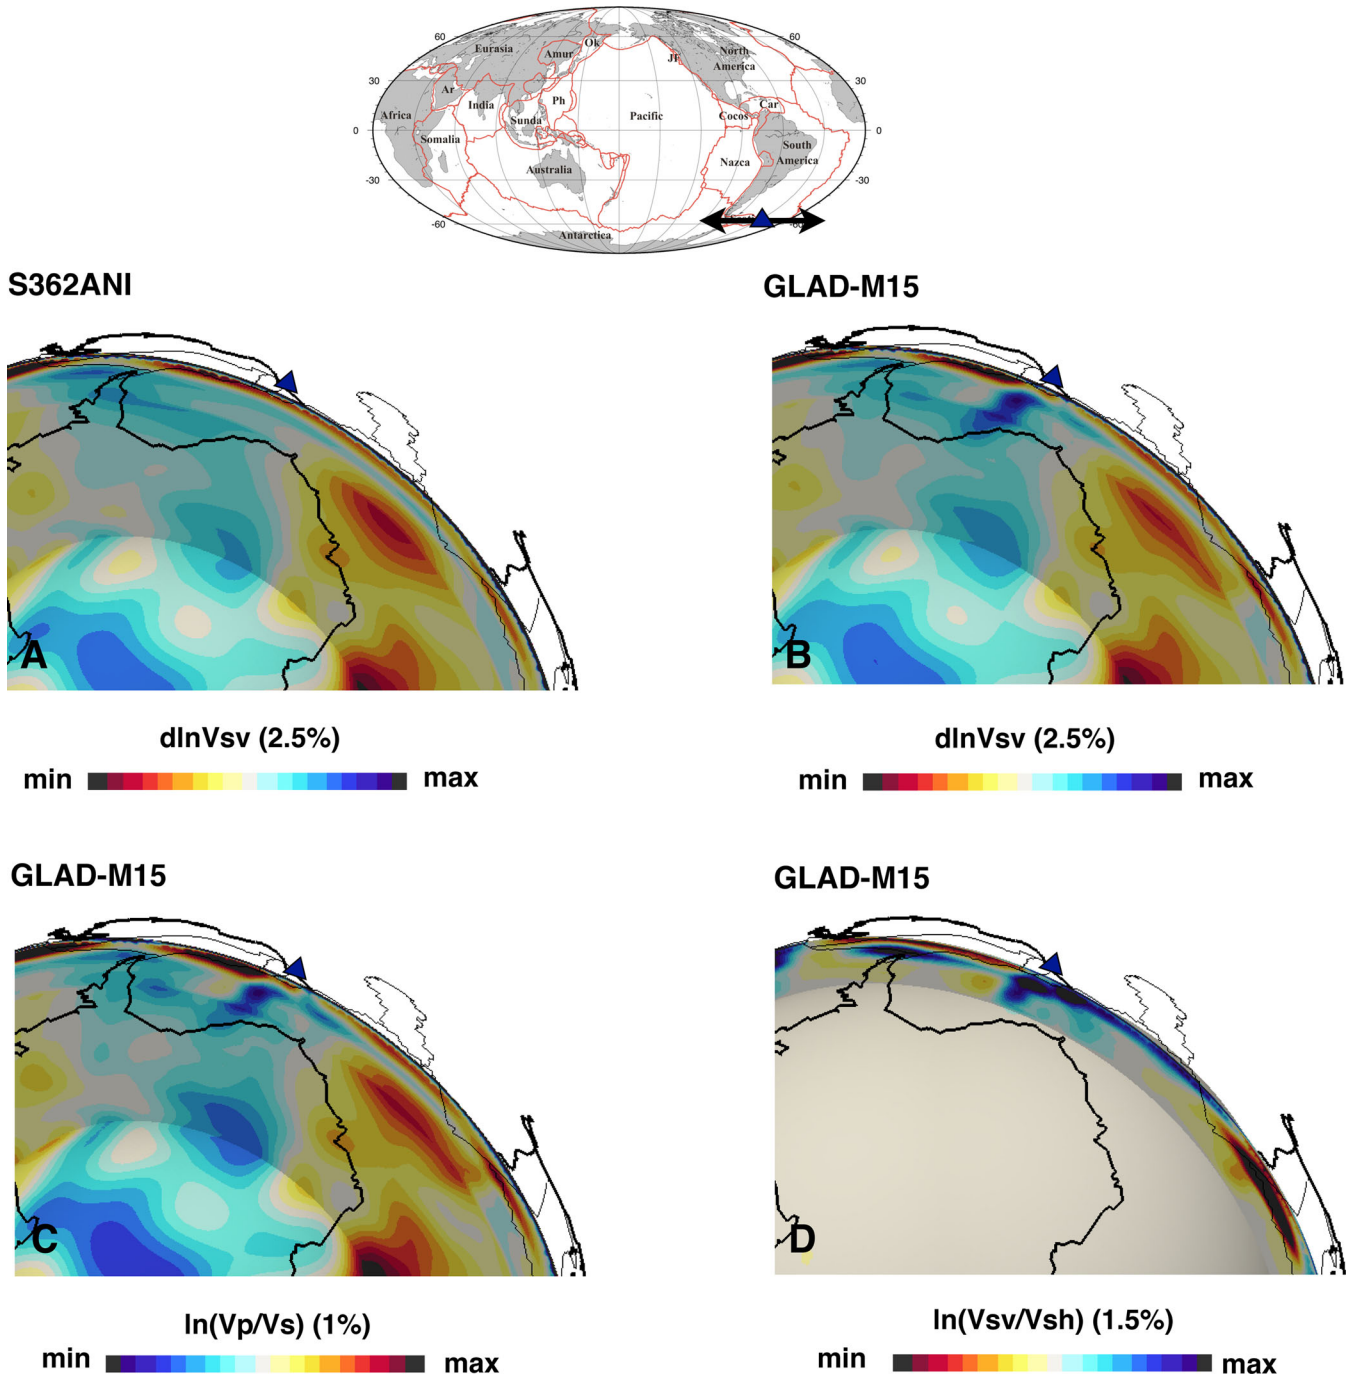 60
Ok
Eurasia
Amur
North
America
JF
30
30
Ar
India
Ph
Car
Africa
Sunda
Pacific
Cocos
0
0
Somalia
South
America
Nazca
Australia
-30
-30
-60
Antarctica
S362ANI
GLAD-M15
A
B
dlnVsv (2.5%)
dlnVsv (2.5%)
min
max
min
max
GLAD-M15
GLAD-M15
C
D
ln(Vp/Vs) (1%)
ln(Vsv/Vsh) (1.5%)
min
max
min
max